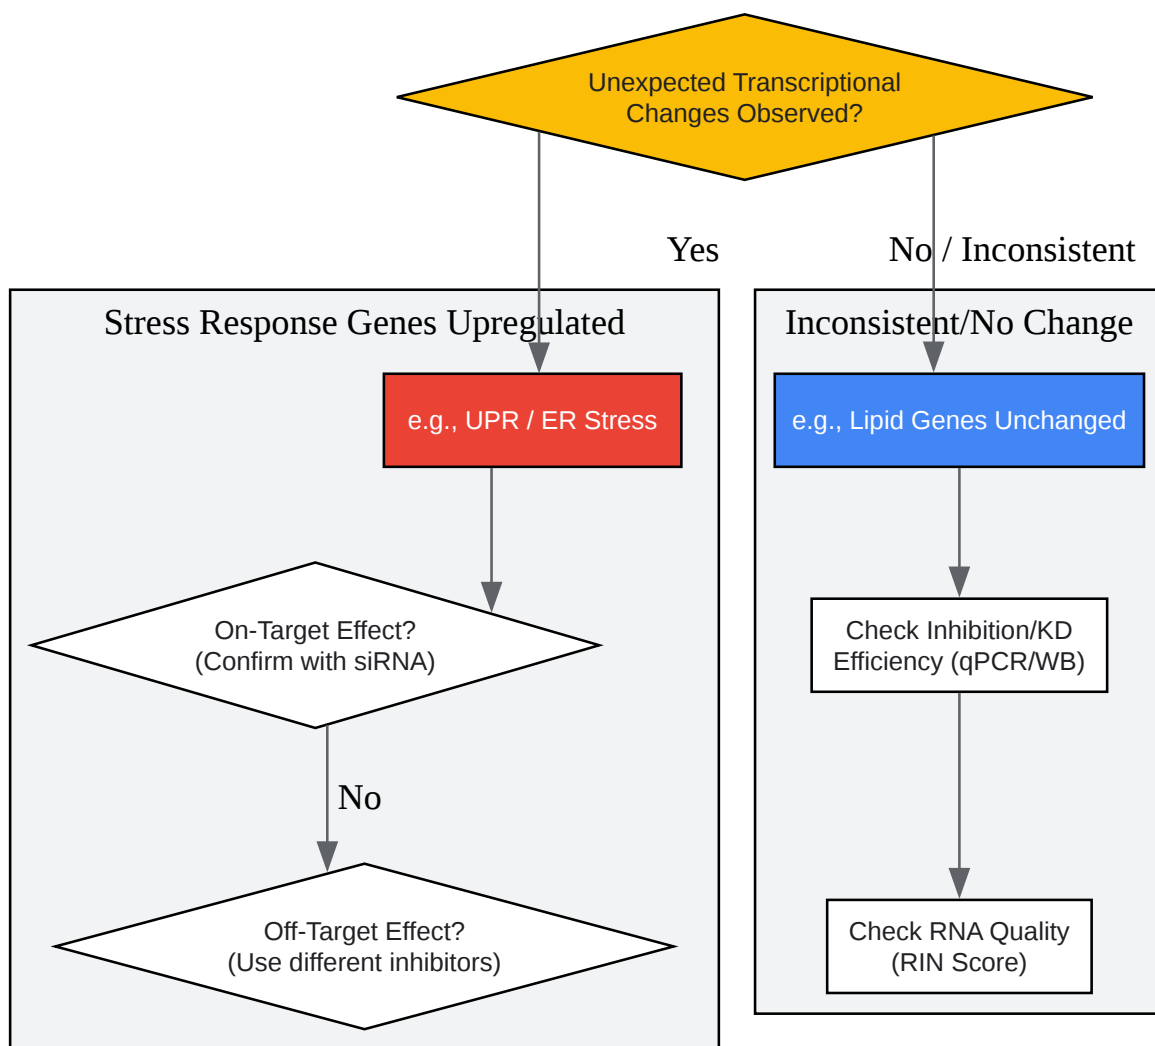 Unexpected Transcriptional
Changes Observed?
Yes
No / Inconsistent
Stress Response Genes Upregulated
e.g., UPR / ER Stress
On-Target Effect?
(Confirm with siRNA)
No
Off-Target Effect?
(Use different inhibitors)
Inconsistent/No Change
e.g., Lipid Genes Unchanged
Check Inhibition/KD
Efficiency (qPCR/WB)
Check RNA Quality
(RIN Score)